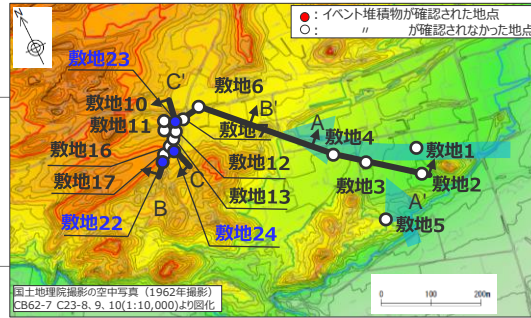 ●：イベント堆積物が確認された地点
○：　　〃　　が確認されなかった地点
N
敷地23
C'
敷地6
敷地10
B'
敷地11
敷地7
A
敷地4
敷地1
敷地16
敷地12
敷地3
敷地2
敷地17
敷地13
C
A'
B
敷地22
敷地24
敷地5
国土地理院撮影の空中写真（1962年撮影）
CB62-7 C23-8. 9. 10(1:10,000)より図化
0 100 200m